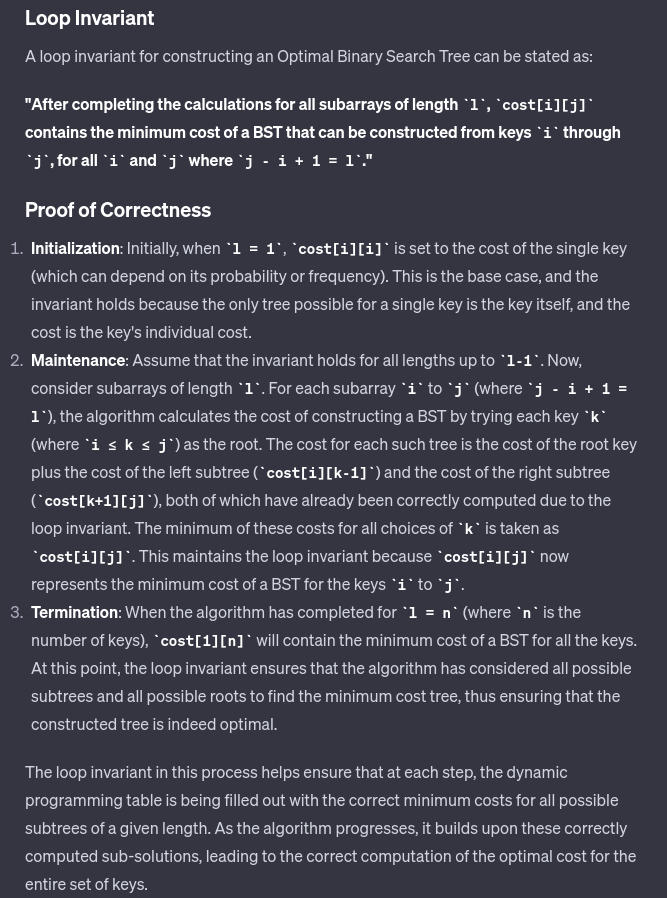 Loop Invariant
A loop invariant for constructing an Optimal Binary Search Tree can be stated as:
"After completing the calculations for all subarrays of length `l`, `cost[i][j]`
contains the minimum cost of a BST that can be constructed from keys `i` through
`j`, for all `i` and `j` where `j - i + 1 = l`."
Proof of Correctness
1. Initialization: Initially, when `l = 1`, `cost[i][i]` is set to the cost of the single key
(which can depend on its probability or frequency). This is the base case, and the
invariant holds because the only tree possible for a single key is the key itself, and the
cost is the key's individual cost.
2. Maintenance: Assume that the invariant holds for all lengths up to `l-1`. Now,
consider subarrays of length `l`. For each subarray `i` to `j` (where `j - i + 1 =
l`), the algorithm calculates the cost of constructing a BST by trying each key `k`
(where `i ≤ k ≤ j`) as the root. The cost for each such tree is the cost of the root key
plus the cost of the left subtree (`cost[i][k-1]`) and the cost of the right subtree
(`cost[k+1][j]`), both of which have already been correctly computed due to the
loop invariant. The minimum of these costs for all choices of `k` is taken as
`cost[i][j]`. This maintains the loop invariant because `cost[i][j]` now
represents the minimum cost of a BST for the keys `i` to `j`.
3. Termination: When the algorithm has completed for `l = n` (where `n` is the
number of keys), `cost[1][n]` will contain the minimum cost of a BST for all the keys.
At this point, the loop invariant ensures that the algorithm has considered all possible
subtrees and all possible roots to find the minimum cost tree, thus ensuring that the
constructed tree is indeed optimal.
The loop invariant in this process helps ensure that at each step, the dynamic
programming table is being filled out with the correct minimum costs for all possible
subtrees of a given length. As the algorithm progresses, it builds upon these correctly
computed sub-solutions, leading to the correct computation of the optimal cost for the
entire set of keys.